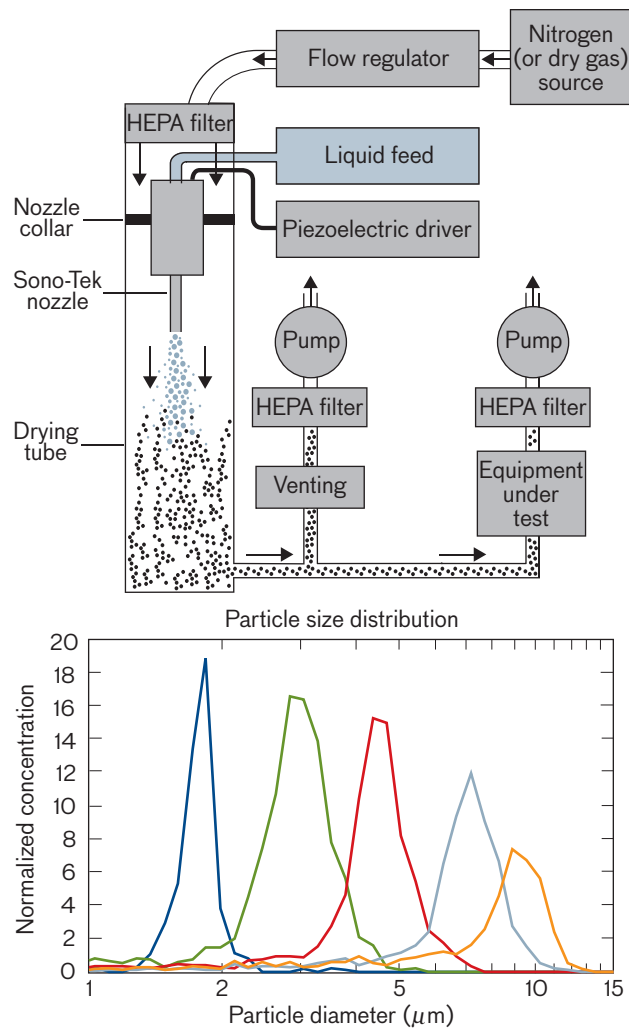 Nitrogen
(or dry gas)
source
Flow regulator
HEPA filter
Liquid feed
Nozzle
collar
Piezoelectric driver
Sono-Tek
nozzle
Pump
Pump
HEPA filter
HEPA filter
Drying
tube
Venting
Equipment
under
test
Particle size distribution
20
18
16
14
12
10
8
6
4
2
0
Normalized concentration
1
2
5
10
15
Particle diameter (μm)